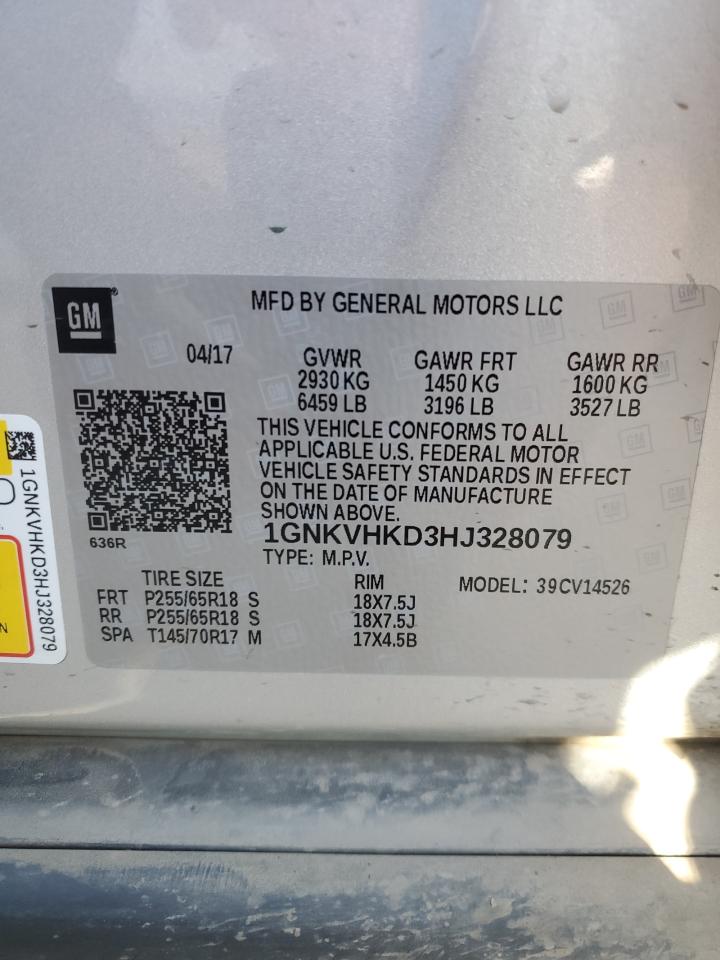 GM
MFD BY GENERAL MOTORS LLC
04/17
GVWR GAWR FRT GAWR RR
2930 KG 1450 KG 1600 KG
6459 LB 3196 LB 3527 LB
THIS VEHICLE CONFORMS TO ALL
APPLICABLE U.S. FEDERAL MOTOR
VEHICLE SAFETY STANDARDS IN EFFECT
ON THE DATE OF MANUFACTURE
SHOWN ABOVE.
636R
1GNKVHKD3HJ328079
TYPE: M.P.V.
TIRE SIZE RIM MODEL: 39CV14526
FRT P255/65R18 S 18X7.5J
RR P255/65R18 S 18X7.5J
SPA T145/70R17 M 17X4.5B
1GNKVHKD3HJ328079